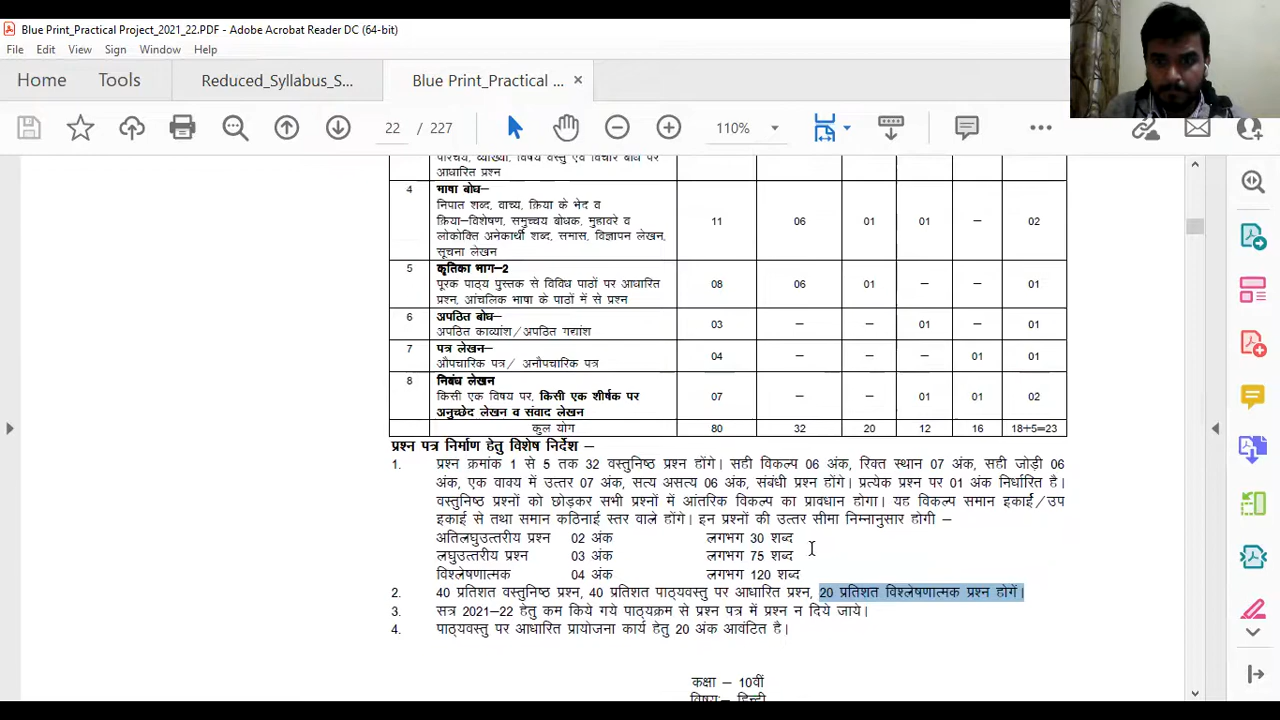 Blue Print_Practical Project_2021_22.PDF - Adobe Acrobat Reader DC (64-bit)
File Edit View Sign Window Help
Home Tools Reduced_Syllabus_S... Blue Print_Practical ... ×
22 / 227 110%
परिचय, व्याख्या, विषय वस्तु एवं विचार बोध पर
आधारित प्रश्न
4 भाषा बोध–
निपात शब्द, वाच्य, क्रिया के भेद व
क्रिया–विशेषण, समुच्चय बोधक, मुहावरे व 11 06 01 01 – 02
लोकोक्ति अनेकार्थी शब्द, समास, विज्ञापन लेखन,
सूचना लेखन
5 कृतिका भाग–2
पूरक पाठ्य पुस्तक से विविध पाठों पर आधारित 08 06 01 – – 01
प्रश्न, आंचलिक भाषा के पाठों में से प्रश्न
6 अपठित बोध–
अपठित काव्यांश/अपठित गद्यांश 03 – – 01 – 01
7 पत्र लेखन–
औपचारिक पत्र/ अनौपचारिक पत्र 04 – – – 01 01
8 निबंध लेखन
किसी एक विषय पर, किसी एक शीर्षक पर 07 – – 01 01 02
अनुच्छेद लेखन व संवाद लेखन
कुल योग 80 32 20 12 16 18+5=23
प्रश्न पत्र निर्माण हेतु विशेष निर्देश –
1. प्रश्न क्रमांक 1 से 5 तक 32 वस्तुनिष्ठ प्रश्न होंगे। सही विकल्प 06 अंक, रिक्त स्थान 07 अंक, सही जोड़ी 06
अंक, एक वाक्य में उत्तर 07 अंक, सत्य असत्य 06 अंक, संबंधी प्रश्न होंगे। प्रत्येक प्रश्न पर 01 अंक निर्धारित है।
वस्तुनिष्ठ प्रश्नों को छोड़कर सभी प्रश्नों में आंतरिक विकल्प का प्रावधान होगा। यह विकल्प समान इकाई/उप
इकाई से तथा समान कठिनाई स्तर वाले होंगे। इन प्रश्नों की उत्तर सीमा निम्नानुसार होगी –
अतिलघुउत्तरीय प्रश्न 02 अंक लगभग 30 शब्द
लघुउत्तरीय प्रश्न 03 अंक लगभग 75 शब्द
विश्लेषणात्मक 04 अंक लगभग 120 शब्द
2. 40 प्रतिशत वस्तुनिष्ठ प्रश्न, 40 प्रतिशत पाठ्यवस्तु पर आधारित प्रश्न, 20 प्रतिशत विश्लेषणात्मक प्रश्न होगें।
3. सत्र 2021–22 हेतु कम किये गये पाठ्यक्रम से प्रश्न पत्र में प्रश्न न दिये जाये।
4. पाठ्यवस्तु पर आधारित प्रायोजना कार्य हेतु 20 अंक आवंटित है।
कक्षा – 10वीं
विषय:– हिन्दी